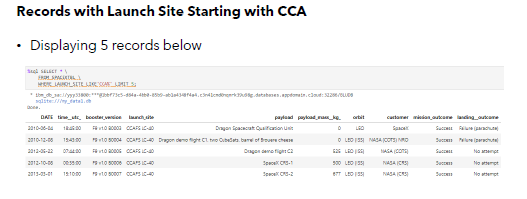 Records with Launch Site Starting with CCA
• Displaying 5 records below
%sql SELECT * \
FROM SPACEXTBL \
WHERE LAUNCH_SITE LIKE'CCA%' LIMIT 5;
Done.
DATE time__utc_ booster_version launch_site payload payload_mass__kg_ orbit customer mission_outcome landing__outcome
2010-06-04 18:45:00 F9 v1.0 B0003 CCAFS LC-40 Dragon Spacecraft Qualification Unit 0 LEO SpaceX Success Failure (parachute)
2010-12-08 15:43:00 F9 v1.0 B0004 CCAFS LC-40 Dragon demo flight C1, two CubeSats, barrel of Brouere cheese 0 LEO (ISS) NASA (COTS) NRO Success Failure (parachute)
2012-05-22 07:44:00 F9 v1.0 B0005 CCAFS LC-40 Dragon demo flight C2 525 LEO (ISS) NASA (COTS) Success No attempt
2012-10-08 00:35:00 F9 v1.0 B0006 CCAFS LC-40 SpaceX CRS-1 500 LEO (ISS) NASA (CRS) Success No attempt
2013-03-01 15:10:00 F9 v1.0 B0007 CCAFS LC-40 SpaceX CRS-2 677 LEO (ISS) NASA (CRS) Success No attempt